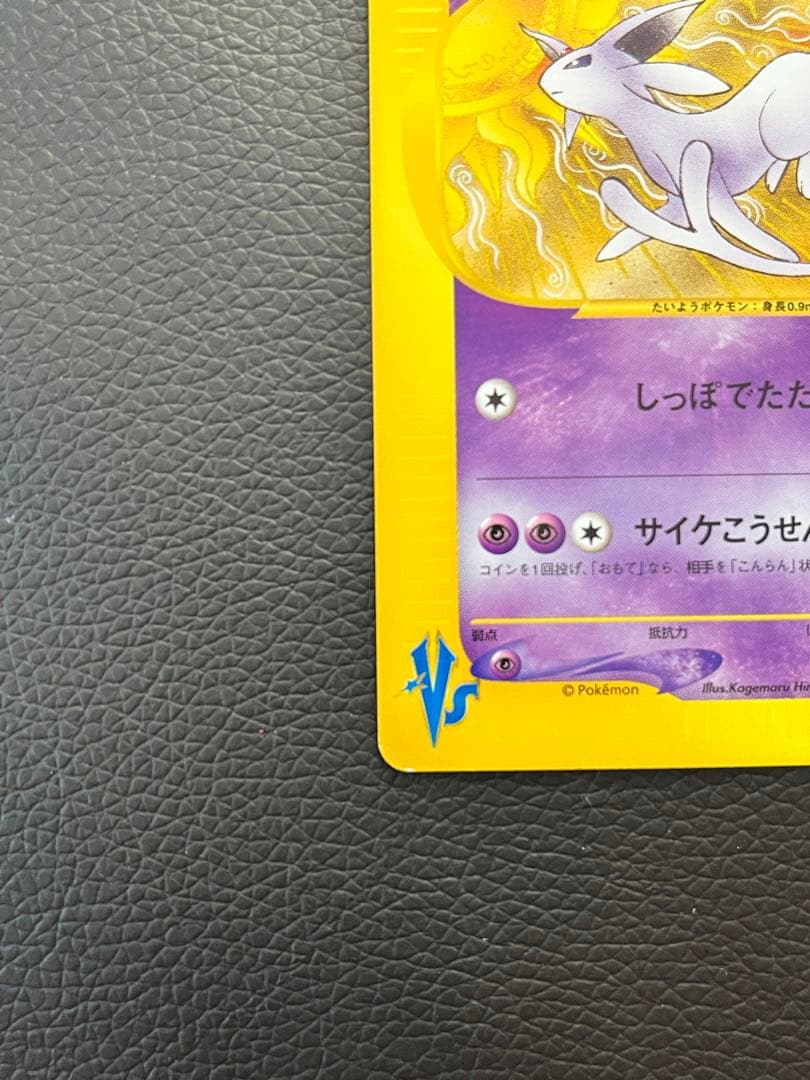 たいようポケモン：身長0.9m
しっぽでたた
サイケこうせん
コインを1回投げ、「おもて」なら、相手を「こんらん」状
弱点 抵抗力
VS
© Pokémon Illus.Kagemaru Him